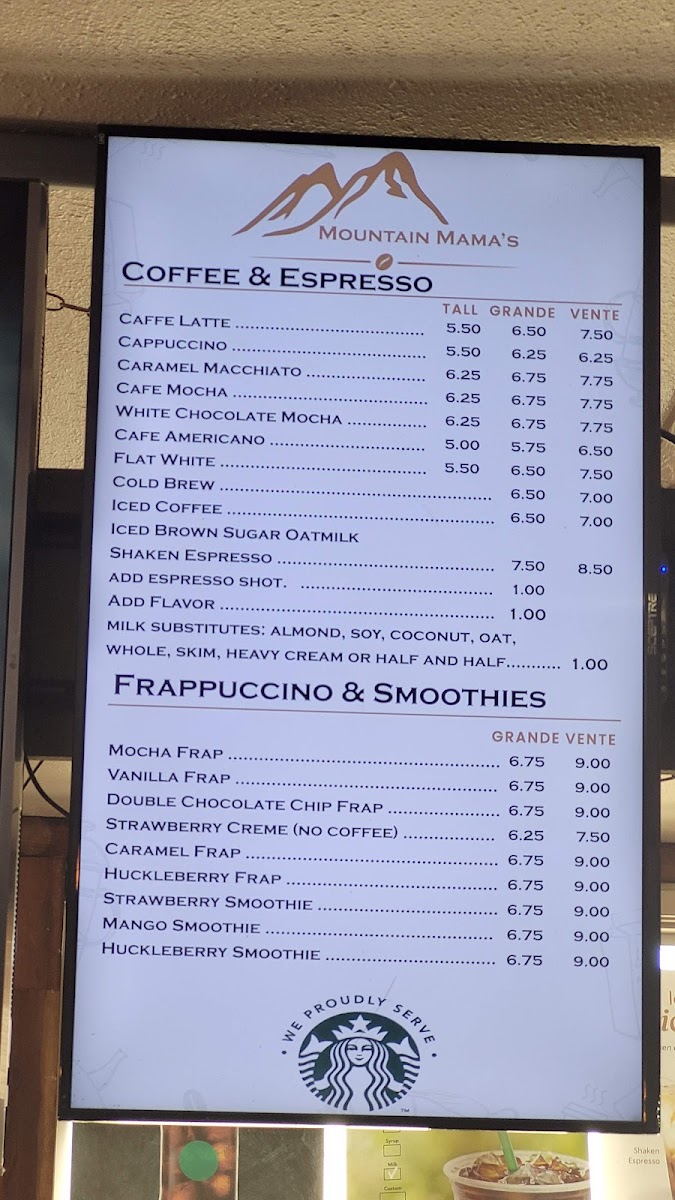 MOUNTAIN MAMA'S
COFFEE & ESPRESSO
TALL GRANDE VENTE
CAFFE LATTE 5.50 6.50 7.50
CAPPUCCINO 5.50 6.25 6.25
CARAMEL MACCHIATO 6.25 6.75 7.75
CAFE MOCHA 6.25 6.75 7.75
WHITE CHOCOLATE MOCHA 6.25 6.75 7.75
CAFE AMERICANO 5.00 5.75 6.50
FLAT WHITE 5.50 6.50 7.50
COLD BREW 6.50 7.00
ICED COFFEE 6.50 7.00
ICED BROWN SUGAR OATMILK
SHAKEN ESPRESSO 7.50 8.50
ADD ESPRESSO SHOT. 1.00
ADD FLAVOR 1.00
MILK SUBSTITUTES: ALMOND, SOY, COCONUT, OAT,
WHOLE, SKIM, HEAVY CREAM OR HALF AND HALF........... 1.00
FRAPPUCCINO & SMOOTHIES
GRANDE VENTE
MOCHA FRAP 6.75 9.00
VANILLA FRAP 6.75 9.00
DOUBLE CHOCOLATE CHIP FRAP 6.75 9.00
STRAWBERRY CREME (NO COFFEE) 6.25 7.50
CARAMEL FRAP 6.75 9.00
HUCKLEBERRY FRAP 6.75 9.00
STRAWBERRY SMOOTHIE 6.75 9.00
MANGO SMOOTHIE 6.75 9.00
HUCKLEBERRY SMOOTHIE 6.75 9.00
• WE PROUDLY SERVE •
TM
SCEPTRE
Syrup
Milk
Custom
Shaken
Espresso